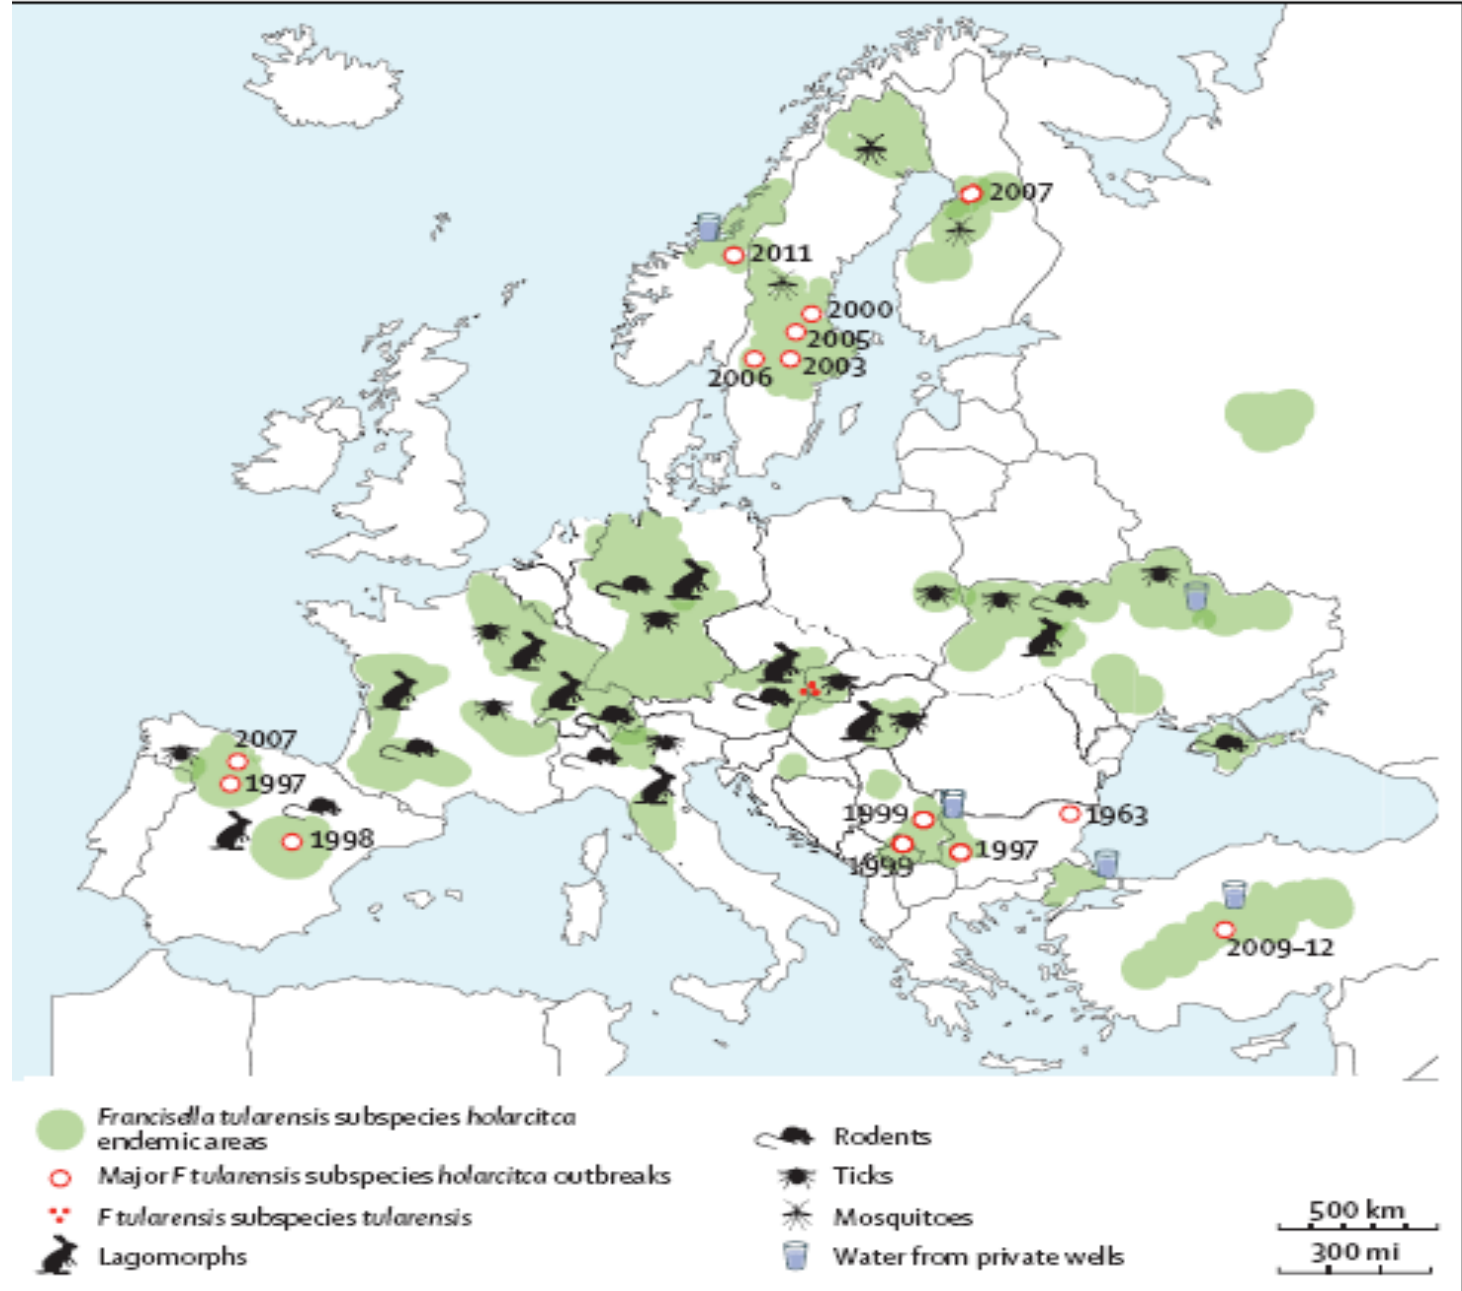 2007
2011
2000
2005
2003
2006
2007
1997
1998
1999
1963
1997
1999
2009–12
Francisella tularensis subspecies holarcitca
endemic areas
Major F tularensis subspecies holarcitca outbreaks
F tularensis subspecies tularensis
Lagomorphs
Rodents
Ticks
Mosquitoes
Water from private wells
500 km
300 mi